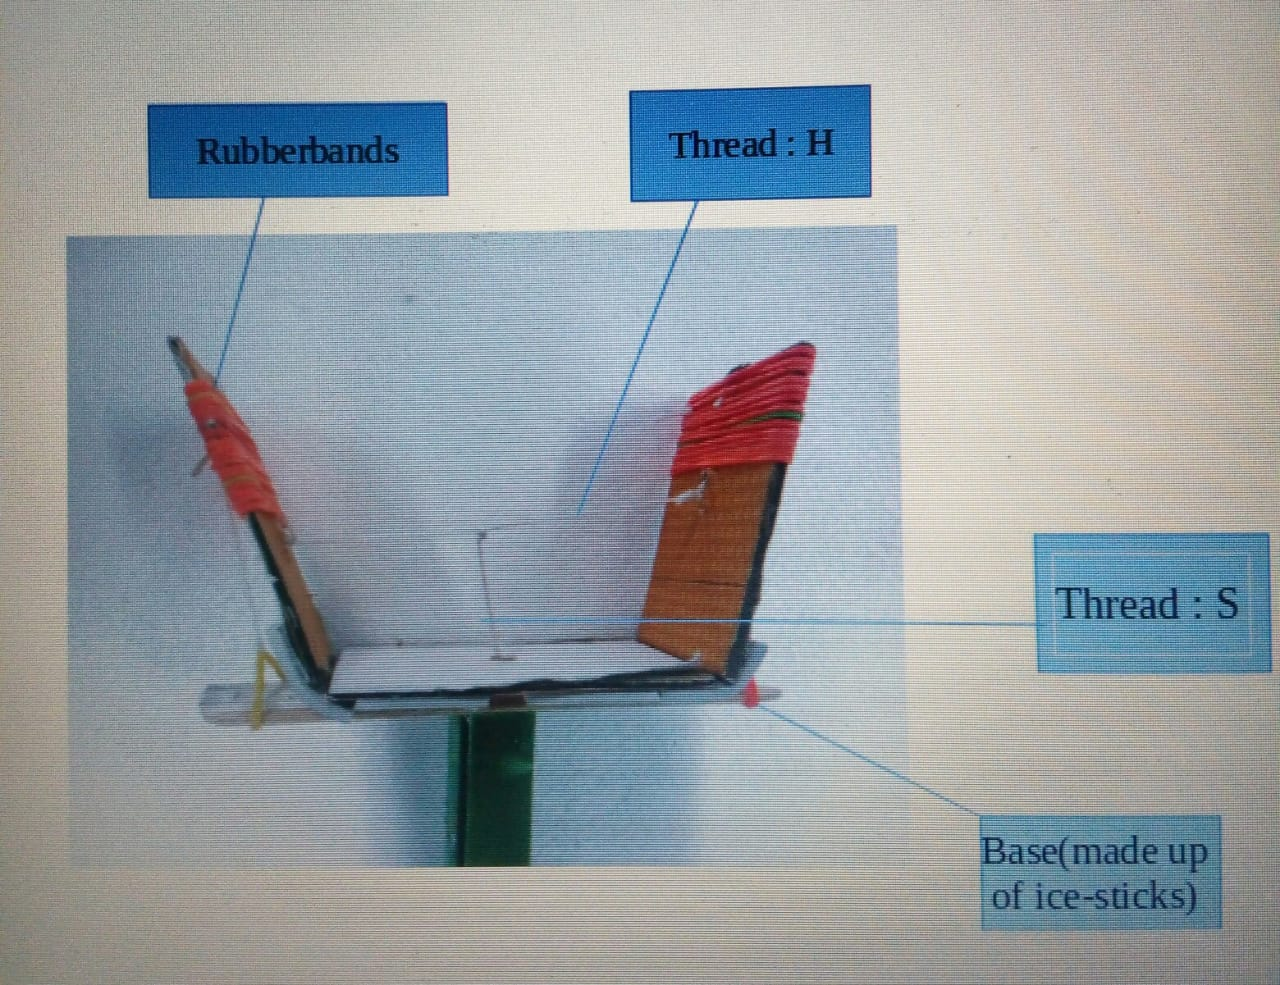 Rubberbands
Thread : H
Thread : S
Base(made up
of ice-sticks)